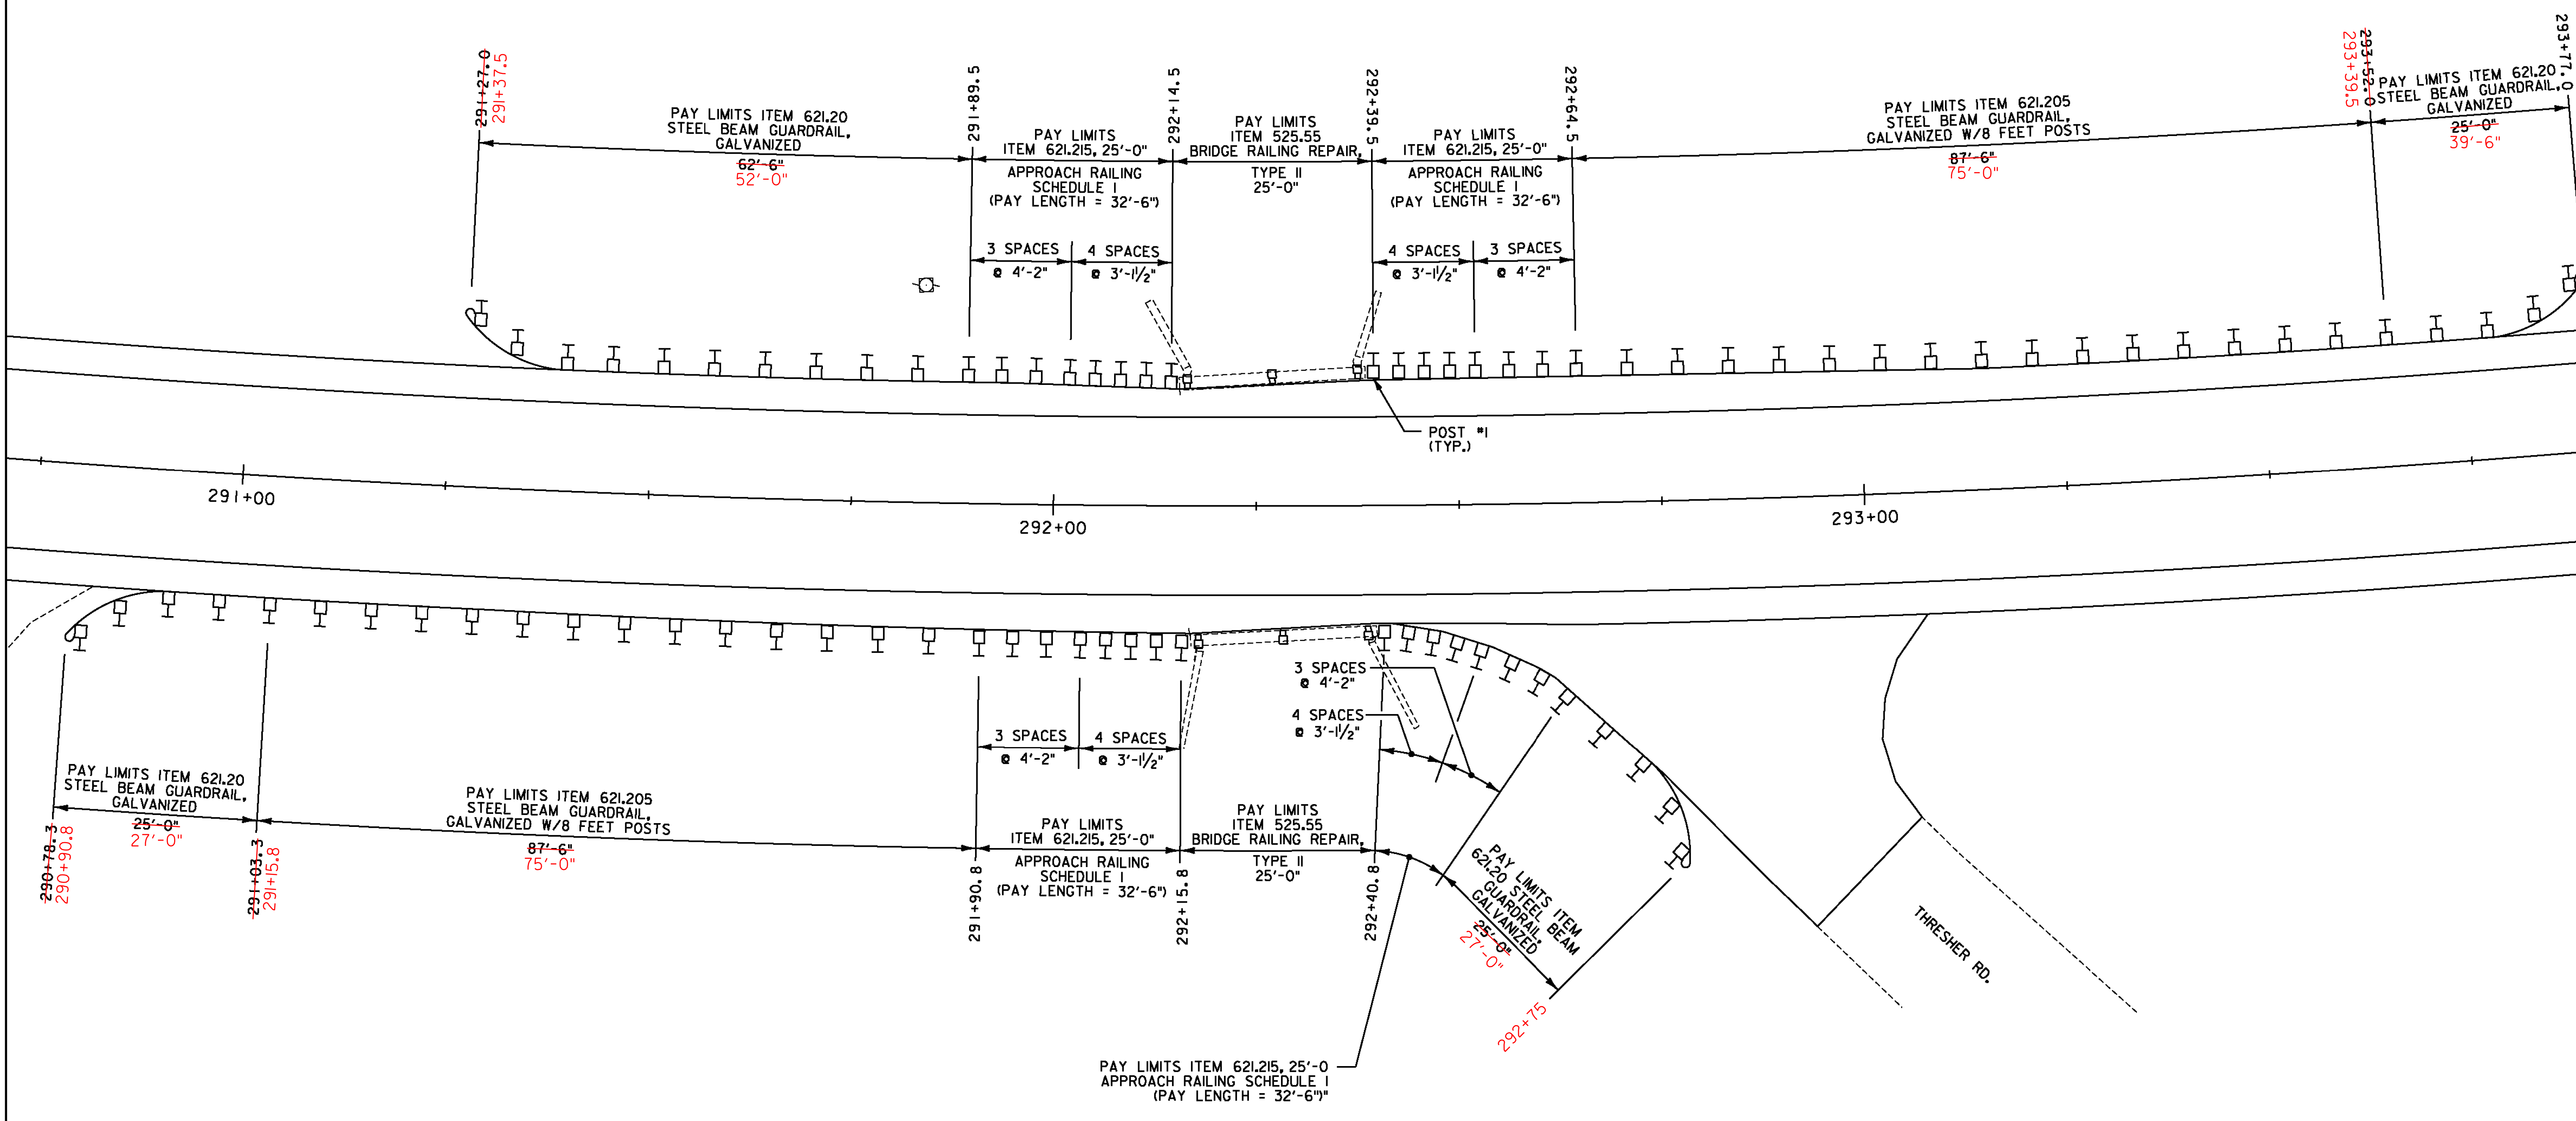 291+27.0
291+37.5
PAY LIMITS ITEM 621.20
STEEL BEAM GUARDRAIL,
GALVANIZED
62'-6"
52'-0"
291+89.5
PAY LIMITS
ITEM 621.215, 25'-0"
APPROACH RAILING
SCHEDULE I
(PAY LENGTH = 32'-6")
3 SPACES
@ 4'-2"
4 SPACES
@ 3'-1½"
292+14.5
PAY LIMITS
ITEM 525.55
BRIDGE RAILING REPAIR,
TYPE II
25'-0"
292+39.5
PAY LIMITS
ITEM 621.215, 25'-0"
APPROACH RAILING
SCHEDULE I
(PAY LENGTH = 32'-6")
4 SPACES
@ 3'-1½"
3 SPACES
@ 4'-2"
292+64.5
PAY LIMITS ITEM 621.205
STEEL BEAM GUARDRAIL,
GALVANIZED W/8 FEET POSTS
87'-6"
75'-0"
293+52.0
293+39.5
PAY LIMITS ITEM 621.20
STEEL BEAM GUARDRAIL,
GALVANIZED
25'-0"
39'-6"
293+77.0
POST #1
(TYP.)
291+00
292+00
293+00
PAY LIMITS ITEM 621.20
STEEL BEAM GUARDRAIL,
GALVANIZED
25'-0"
27'-0"
290+78.3
290+90.8
291+03.3
291+15.8
PAY LIMITS ITEM 621.205
STEEL BEAM GUARDRAIL,
GALVANIZED W/8 FEET POSTS
87'-6"
75'-0"
3 SPACES
@ 4'-2"
4 SPACES
@ 3'-1½"
291+90.8
PAY LIMITS
ITEM 621.215, 25'-0"
APPROACH RAILING
SCHEDULE I
(PAY LENGTH = 32'-6")
292+15.8
PAY LIMITS
ITEM 525.55
BRIDGE RAILING REPAIR,
TYPE II
25'-0"
292+40.8
3 SPACES
@ 4'-2"
4 SPACES
@ 3'-1½"
PAY LIMITS ITEM
621.20 STEEL BEAM
GUARDRAIL,
GALVANIZED
25'-0"
27'-0"
292+75
PAY LIMITS ITEM 621.215, 25'-0
APPROACH RAILING SCHEDULE I
(PAY LENGTH = 32'-6")"
THRESHER RD.